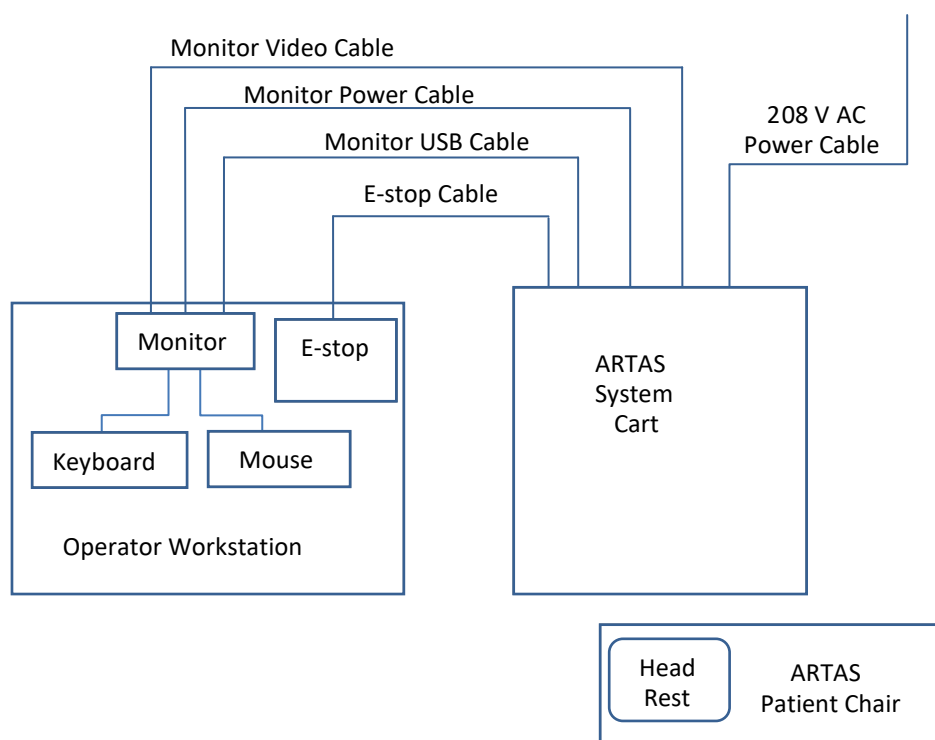 Monitor Video Cable
Monitor Power Cable
208 V AC
Power Cable
Monitor USB Cable
E-stop Cable
Monitor
E-stop
ARTAS
System
Cart
Keyboard
Mouse
Operator Workstation
Head
Rest
ARTAS
Patient Chair